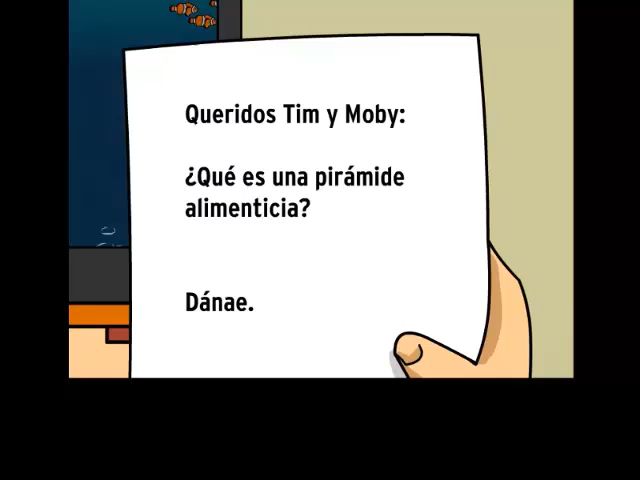 Queridos Tim y Moby:
¿Qué es una pirámide
alimenticia?
Dánae.